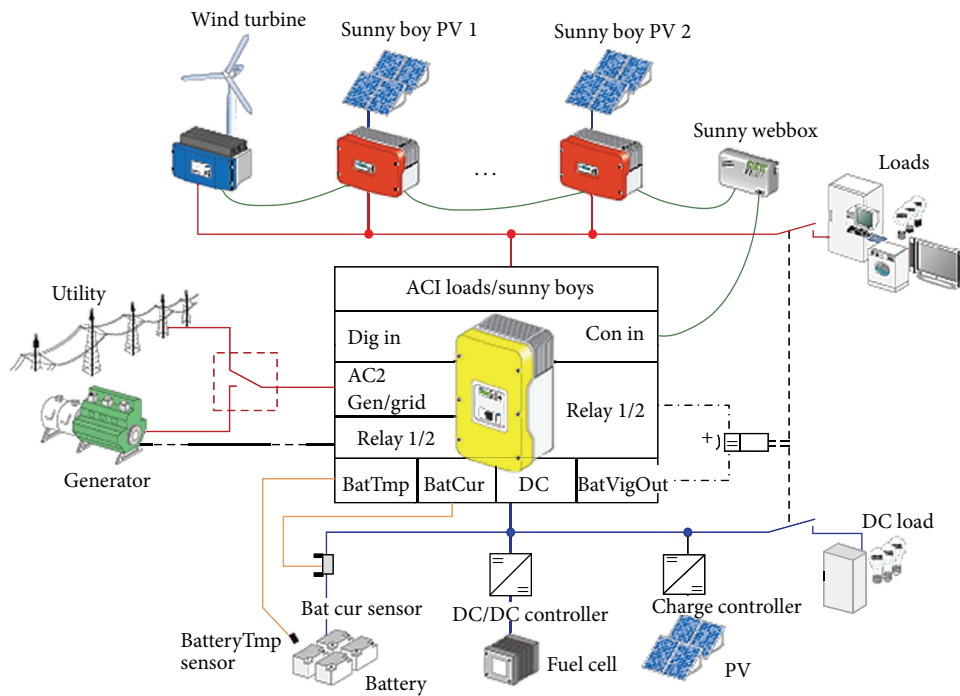 Wind turbine
Sunny boy PV 1
Sunny boy PV 2
Sunny webbox
Loads
...
ACI loads/sunny boys
Utility
Dig in
Con in
AC2
Gen/grid
Relay 1/2
Relay 1/2
Generator
+
BatTmp
BatCur
DC
BatVigOut
DC load
Bat cur sensor
DC/DC controller
Charge controller
BatteryTmp
sensor
Battery
Fuel cell
PV